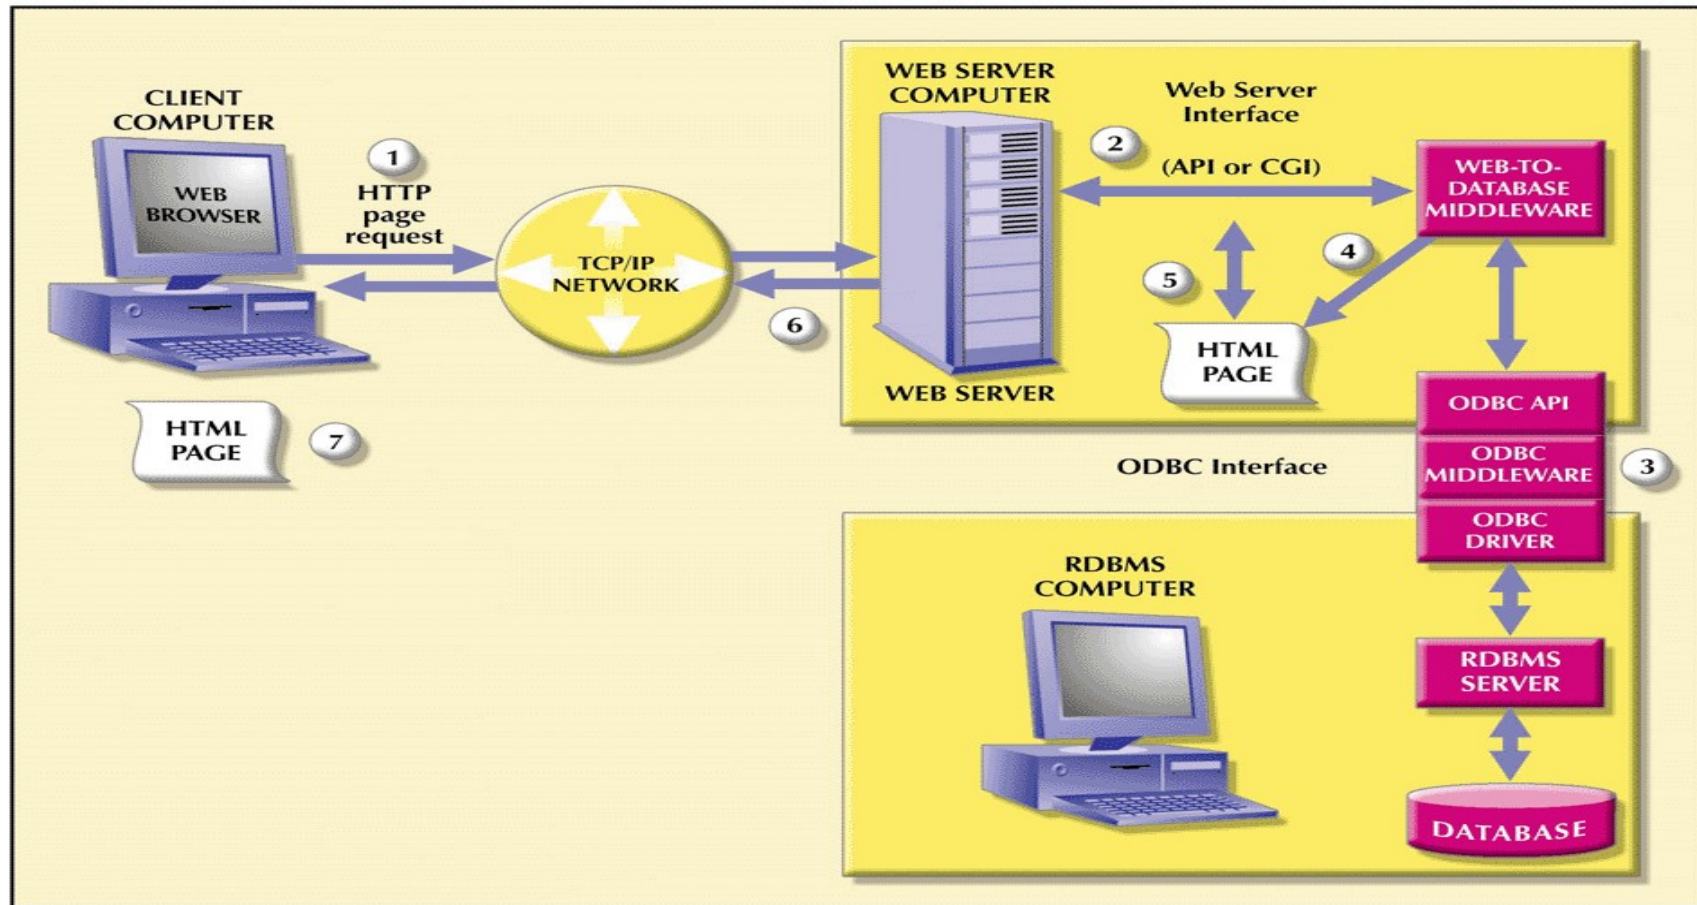 CLIENT
COMPUTER
WEB
BROWSER
1
HTTP
page
request
TCP/IP
NETWORK
6
HTML
PAGE
7
WEB SERVER
COMPUTER
WEB SERVER
Web Server
Interface
2
(API or CGI)
WEB-TO-
DATABASE
MIDDLEWARE
4
5
HTML
PAGE
ODBC API
ODBC Interface
ODBC
MIDDLEWARE
3
ODBC
DRIVER
RDBMS
COMPUTER
RDBMS
SERVER
DATABASE